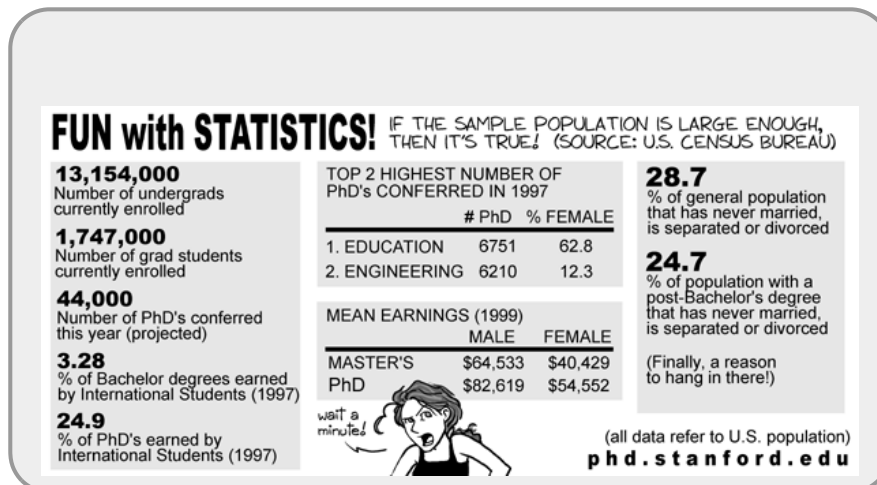 FUN with STATISTICS!
IF THE SAMPLE POPULATION IS LARGE ENOUGH,
THEN IT'S TRUE! (SOURCE: U.S. CENSUS BUREAU)
13,154,000
Number of undergrads
currently enrolled
1,747,000
Number of grad students
currently enrolled
44,000
Number of PhD's conferred
this year (projected)
3.28
% of Bachelor degrees earned
by International Students (1997)
24.9
% of PhD's earned by
International Students (1997)
TOP 2 HIGHEST NUMBER OF
PhD's CONFERRED IN 1997
# PhD % FEMALE
1. EDUCATION 6751 62.8
2. ENGINEERING 6210 12.3
MEAN EARNINGS (1999)
MALE FEMALE
MASTER'S $64,533 $40,429
PhD $82,619 $54,552
wait a
minute!
28.7
% of general population
that has never married,
is separated or divorced
24.7
% of population with a
post-Bachelor's degree
that has never married,
is separated or divorced
(Finally, a reason
to hang in there!)
(all data refer to U.S. population)
phd.stanford.edu